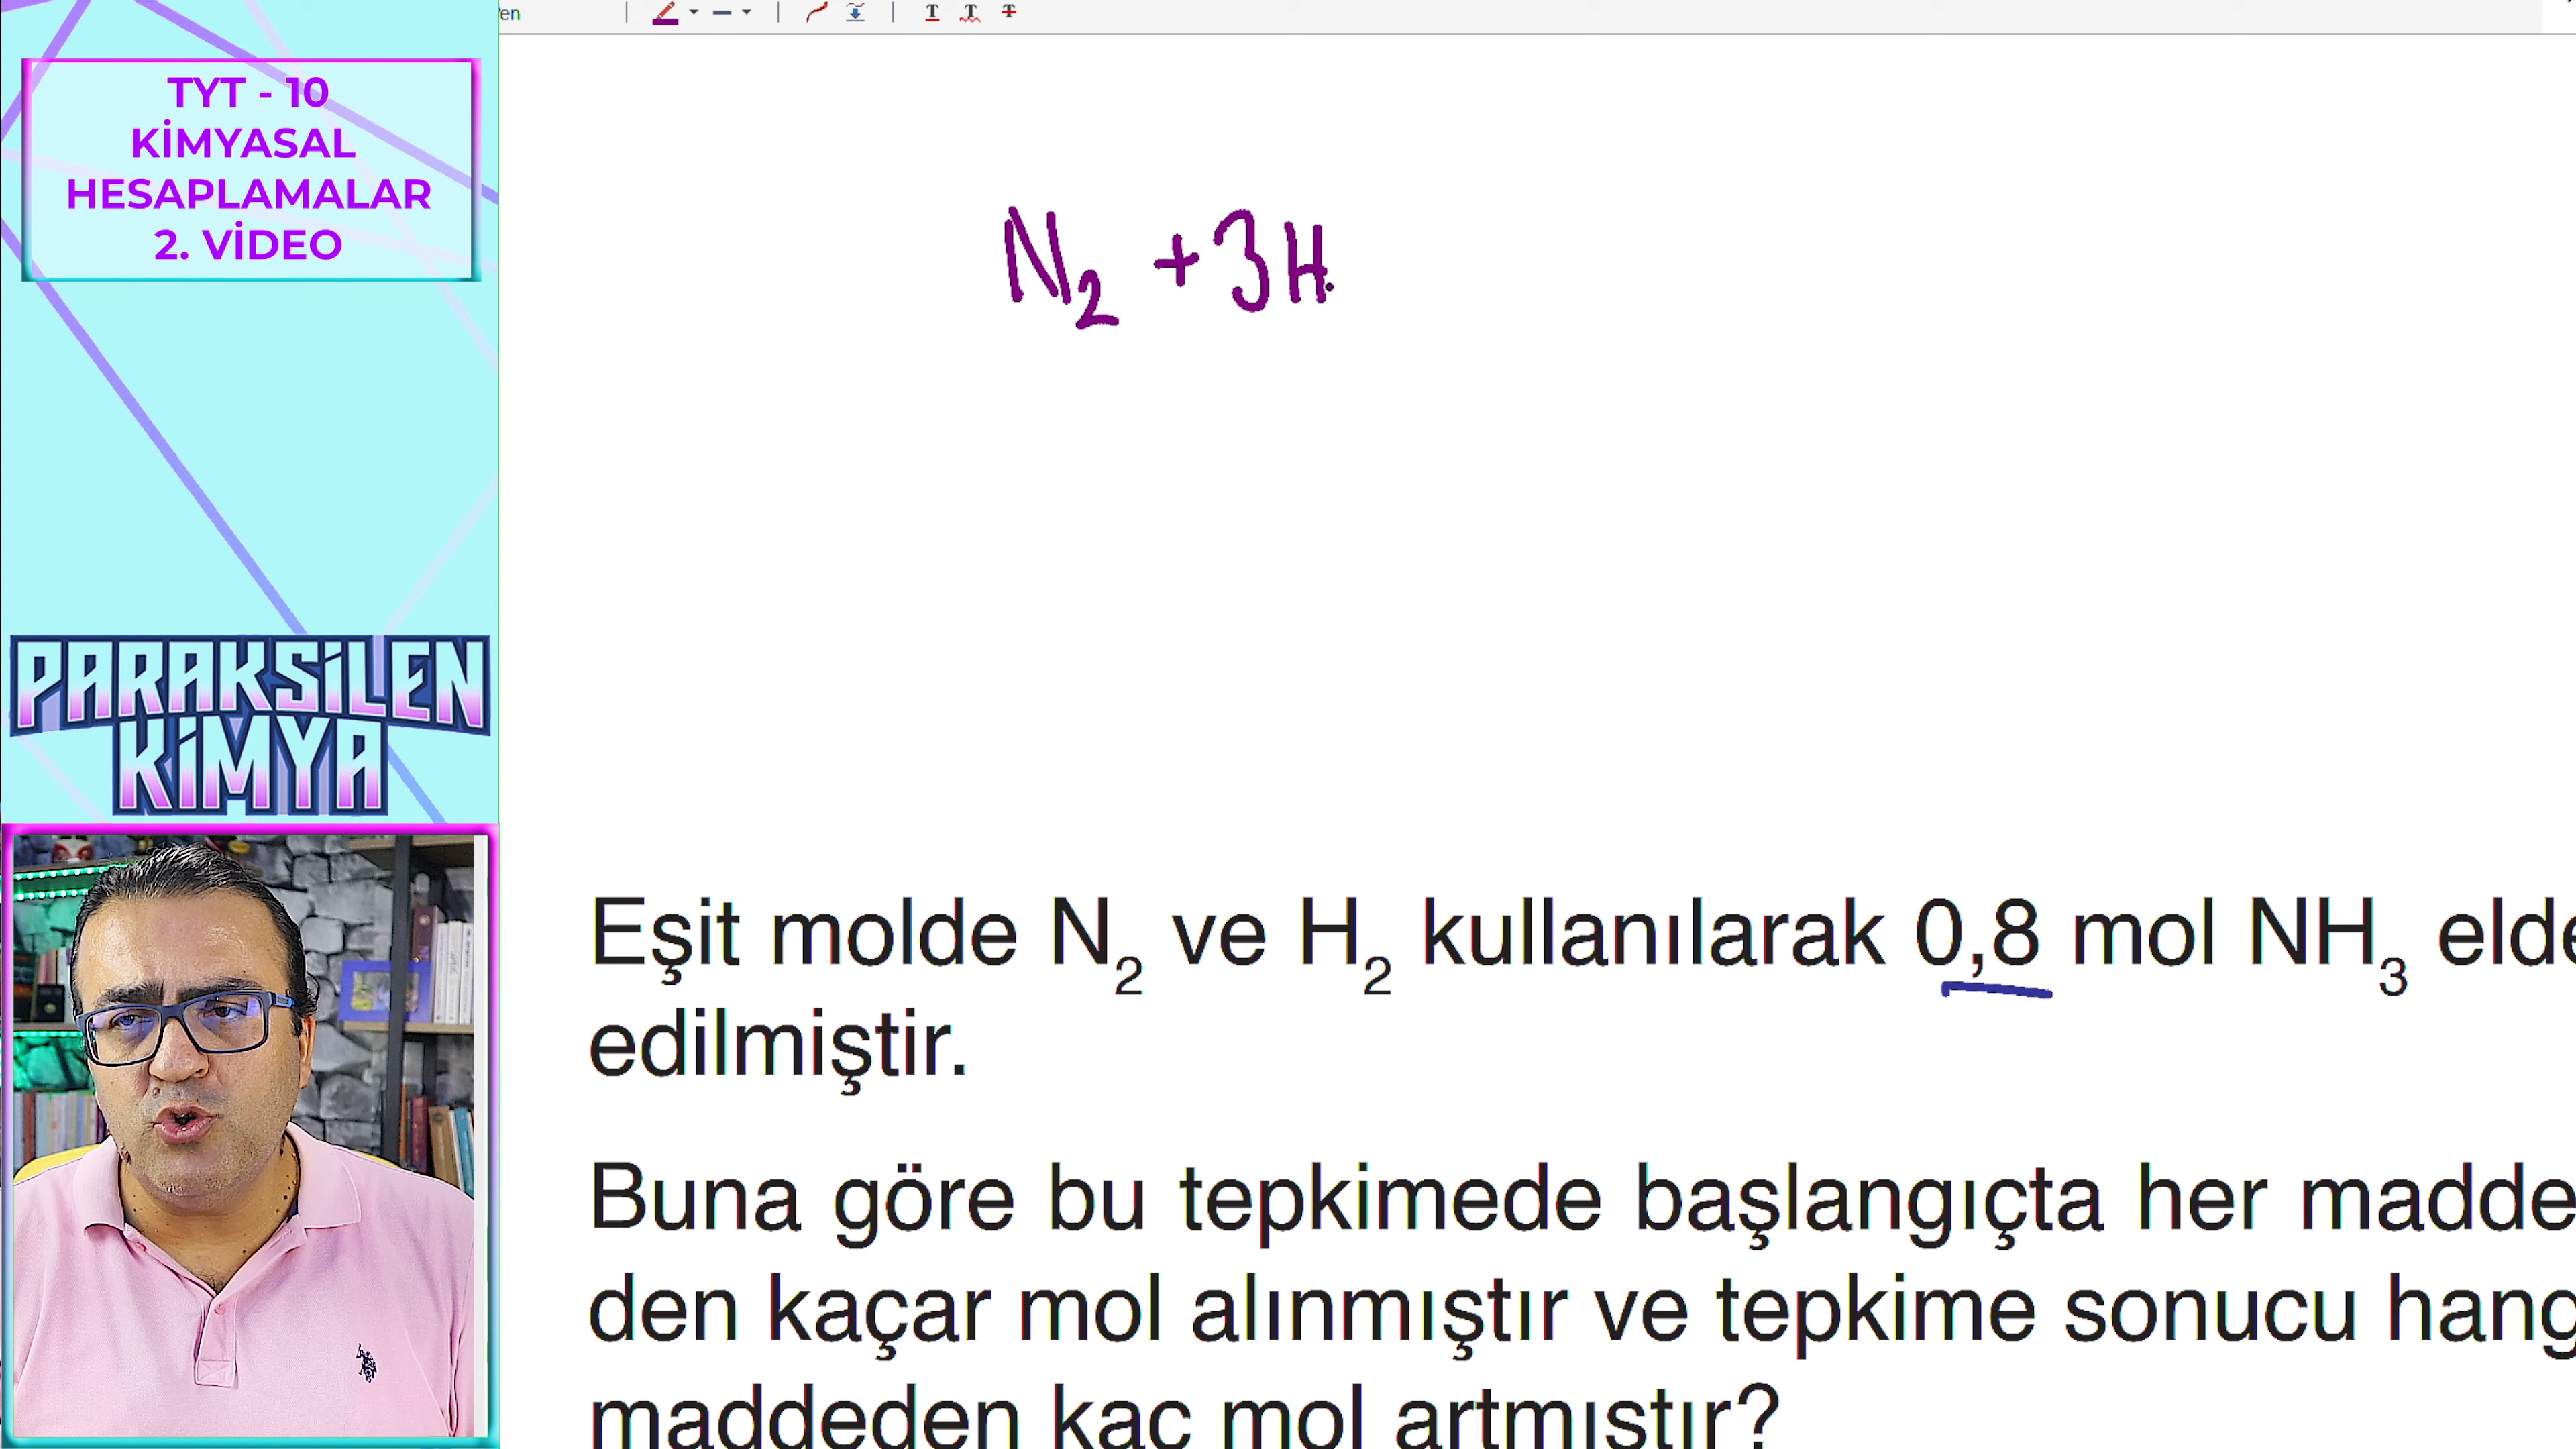 TYT - 10
KİMYASAL
HESAPLAMALAR
2. VİDEO
N₂ + 3H
PARAKSİLEN
KİMYA
Eşit molde N₂ ve H₂ kullanılarak 0,8 mol NH₃ elde
edilmiştir.
Buna göre bu tepkimede başlangıçta her madde
den kaçar mol alınmıştır ve tepkime sonucu hang
maddeden kaç mol artmıştır?